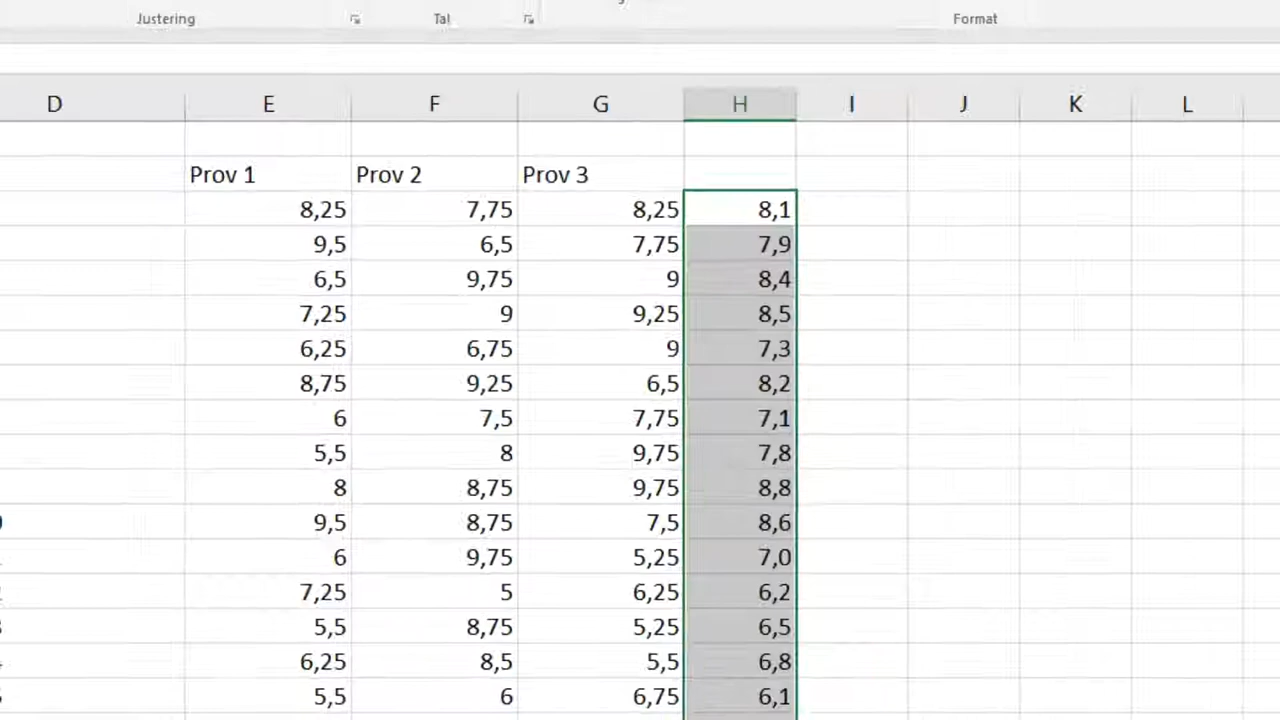 Justering Tal Format
D E F G H I J K L
Prov 1 Prov 2 Prov 3
8,25 7,75 8,25 8,1
9,5 6,5 7,75 7,9
6,5 9,75 9 8,4
7,25 9 9,25 8,5
6,25 6,75 9 7,3
8,75 9,25 6,5 8,2
6 7,5 7,75 7,1
5,5 8 9,75 7,8
8 8,75 9,75 8,8
9,5 8,75 7,5 8,6
6 9,75 5,25 7,0
7,25 5 6,25 6,2
5,5 8,75 5,25 6,5
6,25 8,5 5,5 6,8
5,5 6 6,75 6,1